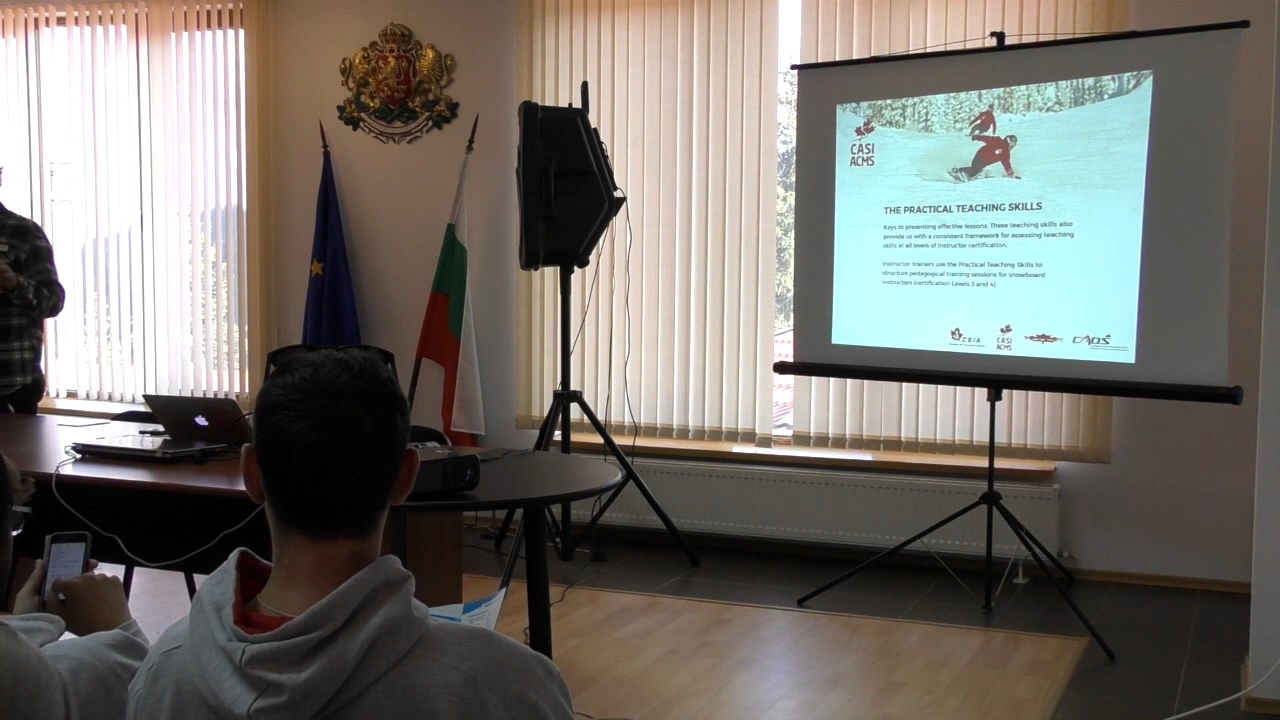 CASI
ACMS
THE PRACTICAL TEACHING SKILLS
Keys to presenting effective lessons. These teaching skills also
provide us with a consistent framework for assessing teaching
skills at all levels of instructor certification.
Instructor trainers use the Practical Teaching Skills to
structure pedagogical training sessions for snowboard
instructors (certification Levels 3 and 4).
CSIA
CASI
ACMS